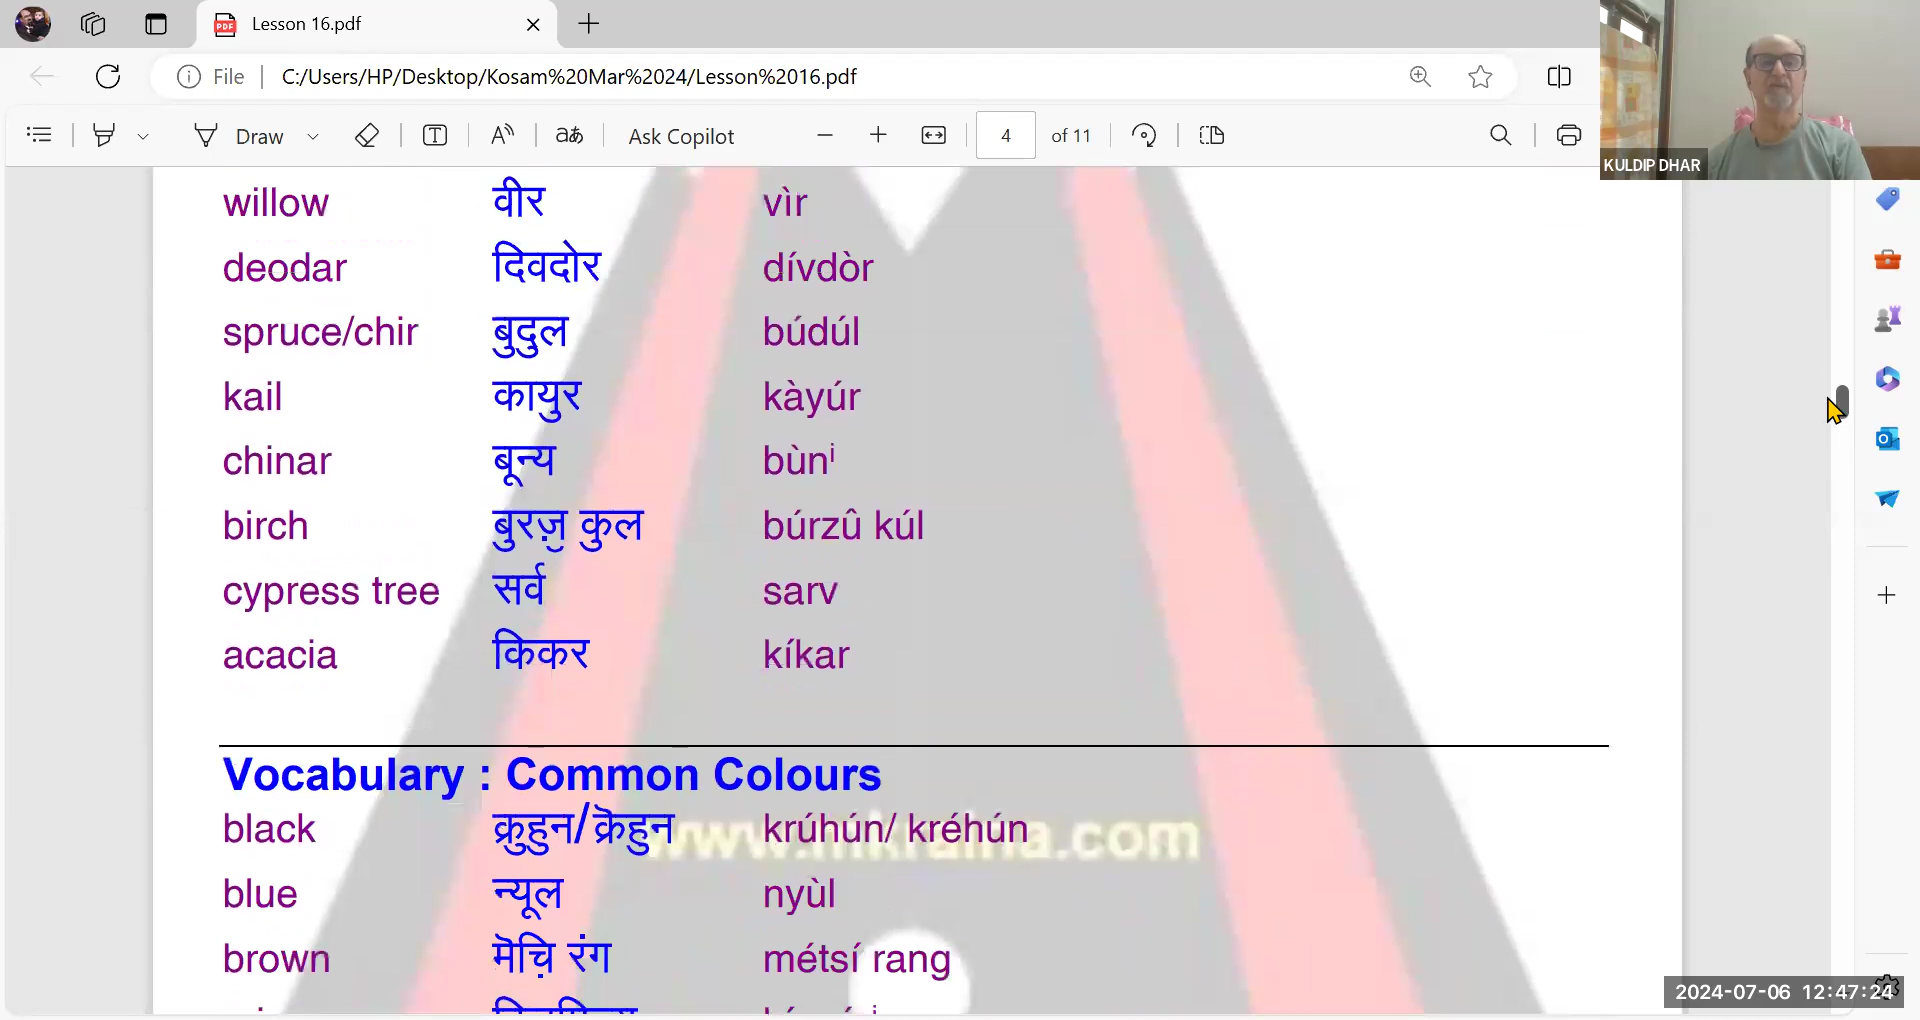 Lesson 16.pdf
File C:/Users/HP/Desktop/Kosam%20Mar%2024/Lesson%2016.pdf
Draw Ask Copilot 4 of 11
KULDIP DHAR
willow वीर vìr
deodar दिवदोर dívdòr
spruce/chir बुदुल búdúl
kail कायुर kàyúr
chinar बून्य bùnⁱ
birch बुरज़ॖ कुल búrzû kúl
cypress tree सर्व sarv
acacia किकर kíkar
Vocabulary : Common Colours
black क्रुहुन/क्रॆहुन krúhún/ kréhún
www.mkraina.com
blue न्यूल nyùl
brown मॆच़ि रंग métsí rang
2024-07-06 12:47:24